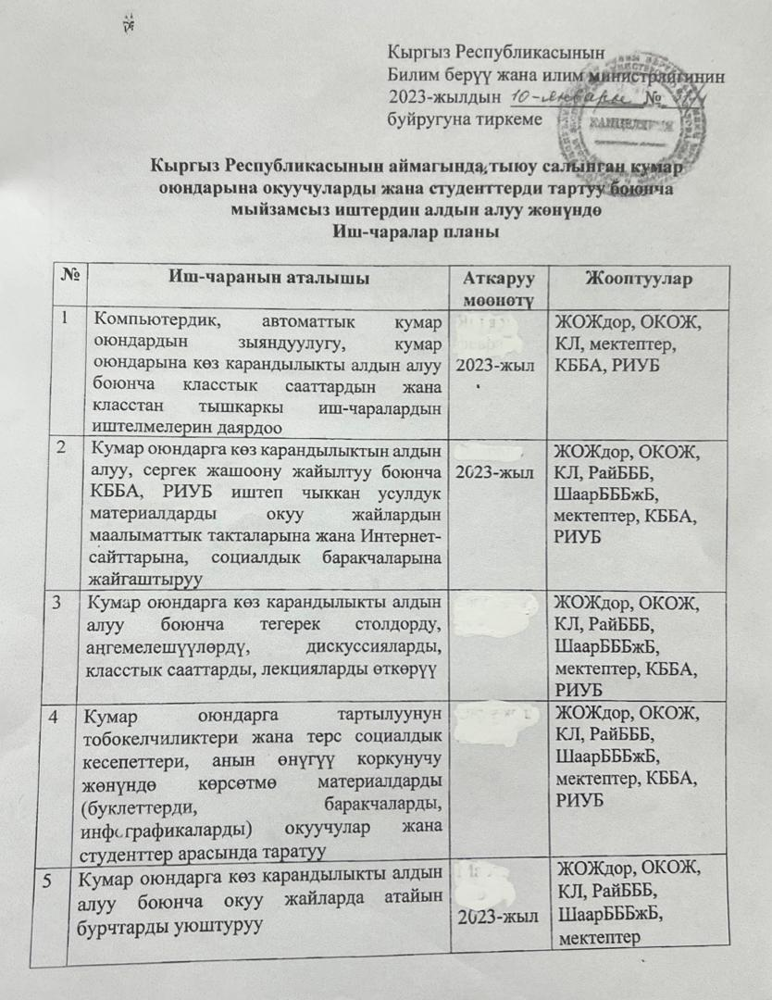 Кыргыз Республикасынын
Билим берүү жана илим министрлигинин
2023-жылдын 10-январы №
буйругуна тиркеме
КАНЦЕЛЯРИЯ
Кыргыз Республикасынын аймагында тыюу салынган кумар
оюндарына окуучуларды жана студенттерди тартуу боюнча
мыйзамсыз иштердин алдын алуу жөнүндө
Иш-чаралар планы
№ Иш-чаранын аталышы Аткаруу Жооптуулар
мөөнөтү
1 Компьютердик, автоматтык кумар ЖОЖдор, ОКОЖ,
оюндардын зыяндуулугу, кумар КЛ, мектептер,
оюндарына көз карандылыкты алдын алуу 2023-жыл КББА, РИУБ
боюнча класстык сааттардын жана
класстан тышкаркы иш-чаралардын
иштелмелерин даярдоо
2 Кумар оюндарга көз карандылыктын алдын ЖОЖдор, ОКОЖ,
алуу, сергек жашоону жайылтуу боюнча 2023-жыл КЛ, РайБББ,
КББА, РИУБ иштеп чыккан усулдук ШаарБББжБ,
материалдарды окуу жайлардын мектептер, КББА,
маалыматтык такталарына жана Интернет- РИУБ
сайттарына, социалдык баракчаларына
жайгаштыруу
3 Кумар оюндарга көз карандылыкты алдын ЖОЖдор, ОКОЖ,
алуу боюнча тегерек столдорду, КЛ, РайБББ,
аңгемелешүүлөрдү, дискуссияларды, ШаарБББжБ,
класстык сааттарды, лекцияларды өткөрүү мектептер, КББА,
РИУБ
4 Кумар оюндарга тартылуунун ЖОЖдор, ОКОЖ,
тобокелчиликтери жана терс социалдык КЛ, РайБББ,
кесепеттери, анын өнүгүү коркунучу ШаарБББжБ,
жөнүндө көрсөтмө материалдарды мектептер, КББА,
(буклеттерди, баракчаларды, РИУБ
инфографикаларды) окуучулар жана
студенттер арасында таратуу
5 Кумар оюндарга көз карандылыкты алдын ЖОЖдор, ОКОЖ,
алуу боюнча окуу жайларда атайын КЛ, РайБББ,
бурчтарды уюштуруу 2023-жыл ШаарБББжБ,
мектептер